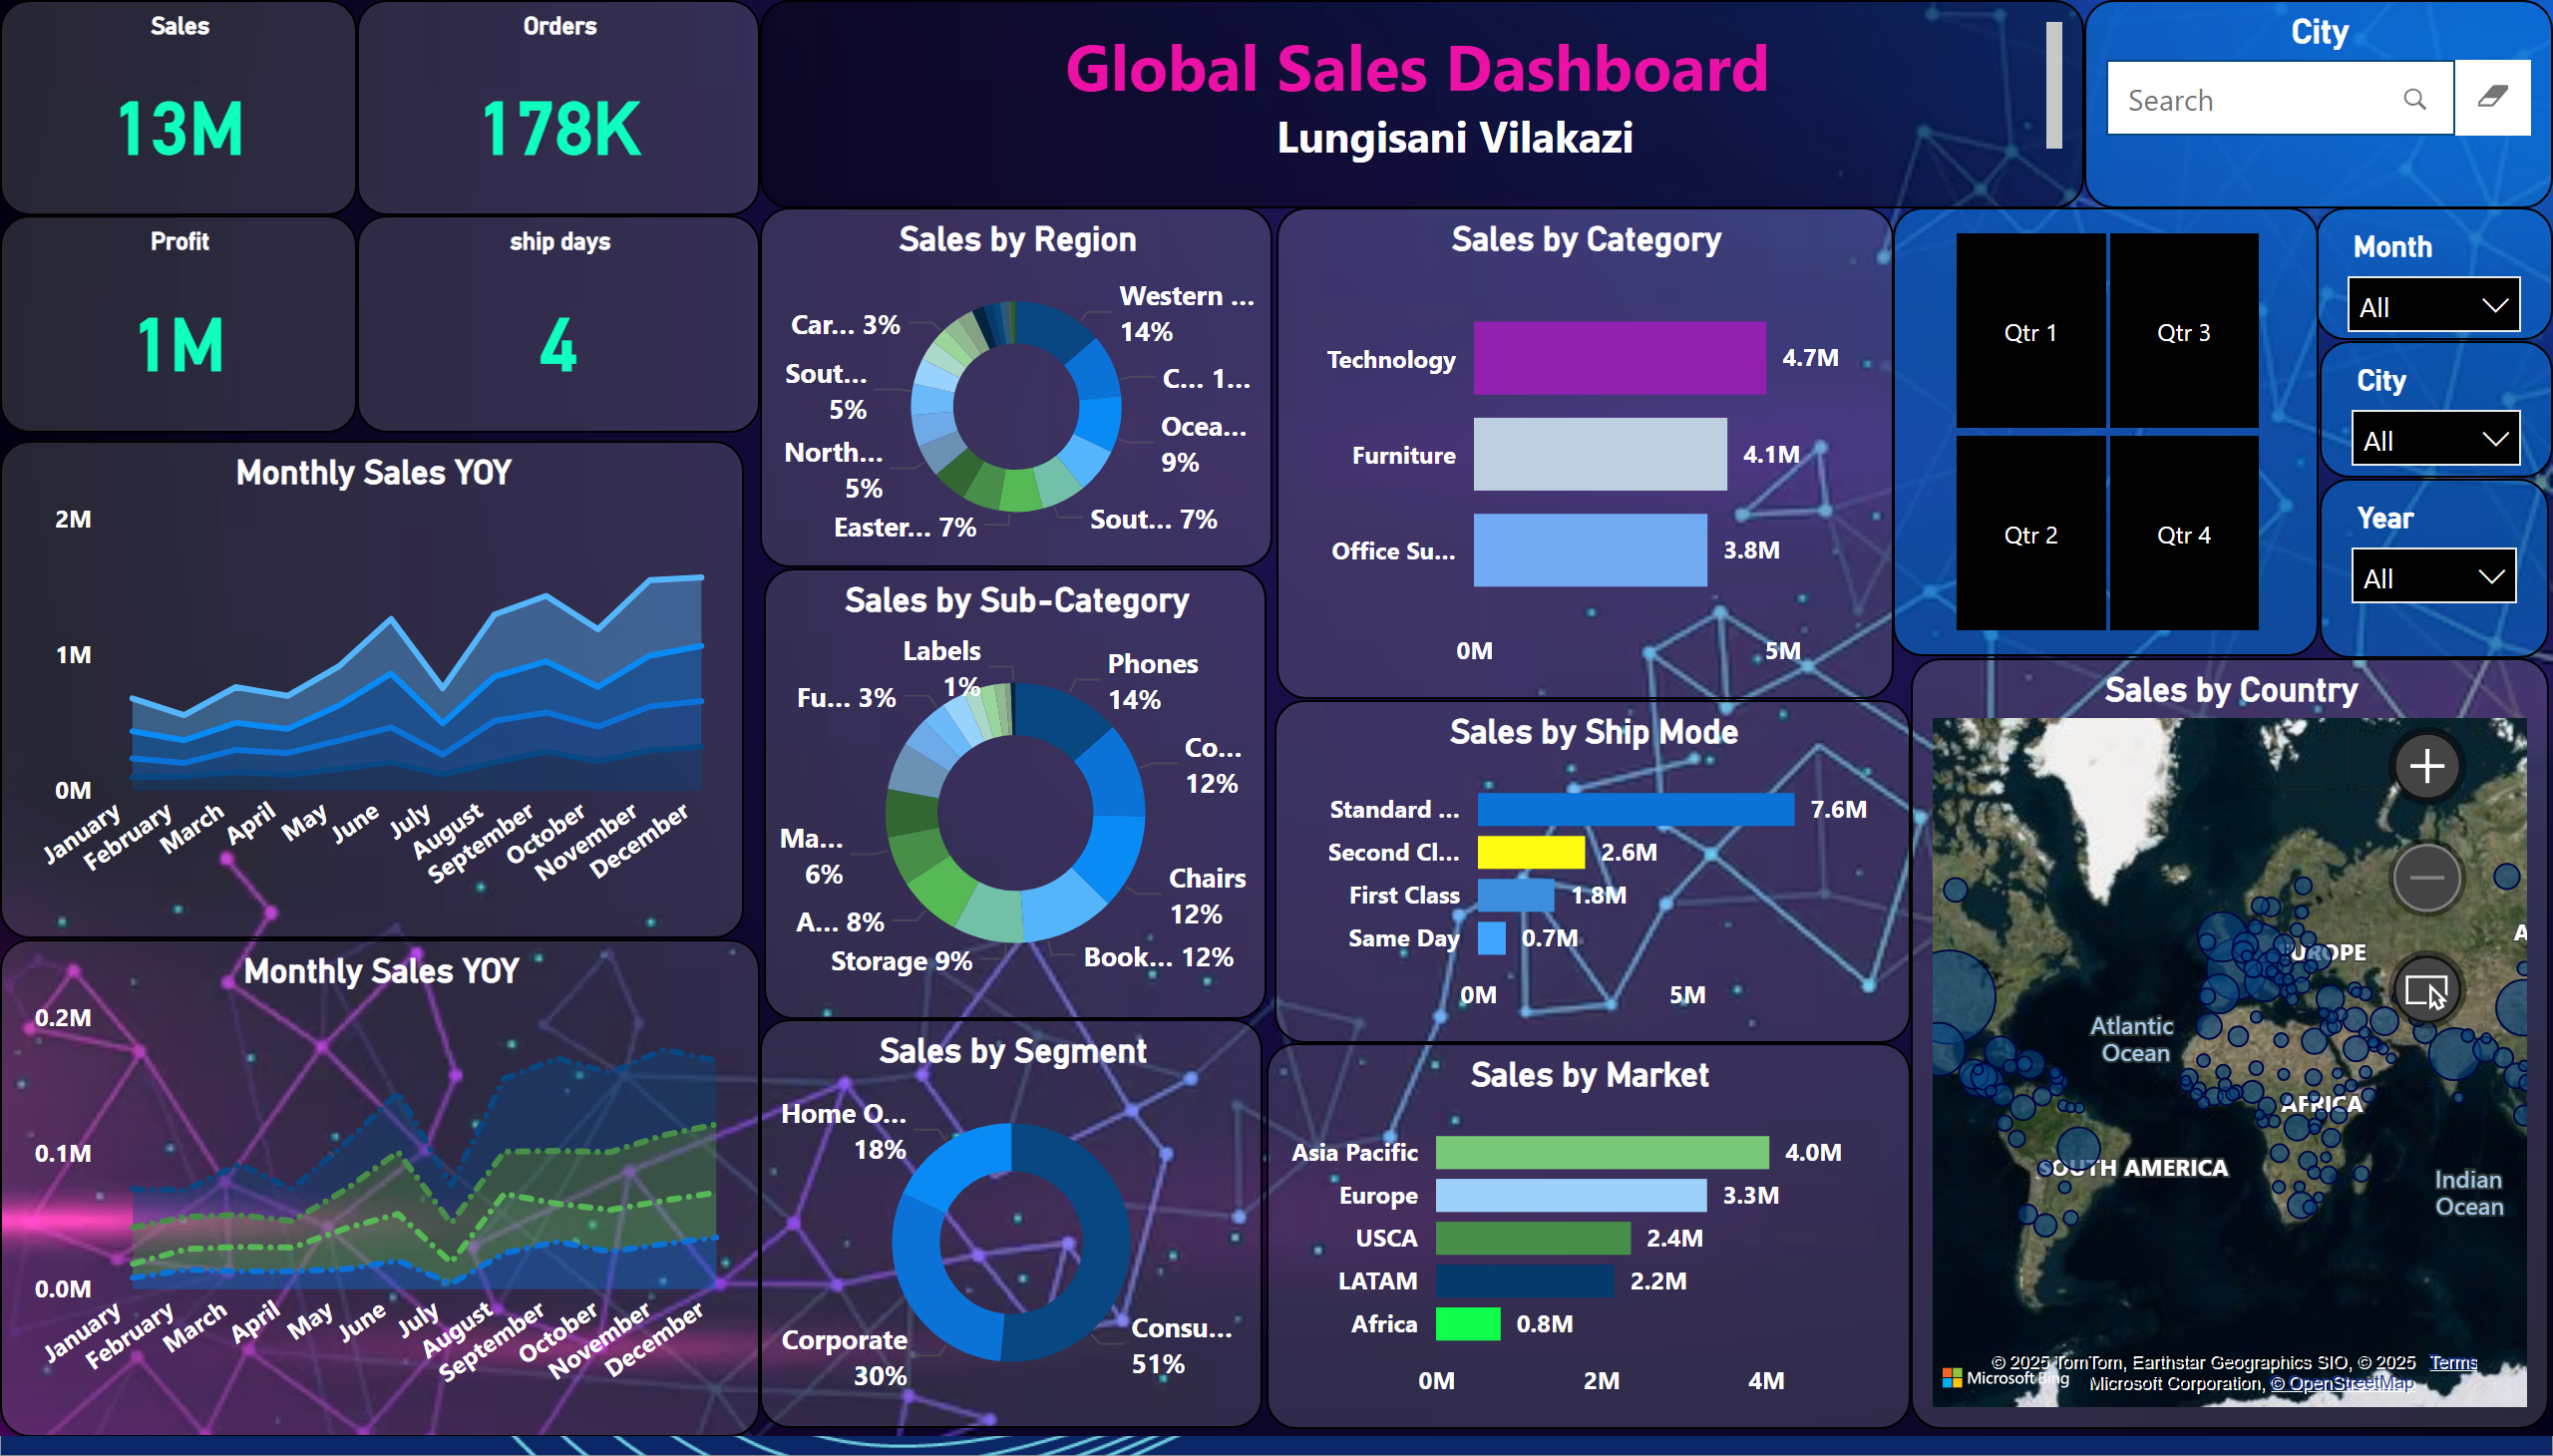 Sales
13M
Orders
178K
Global Sales Dashboard
Lungisani Vilakazi
City
Search
Profit
1M
ship days
4
Monthly Sales YOY
2M
1M
0M
January
February
March
April
May
June
July
August
September
October
November
December
Monthly Sales YOY
0.2M
0.1M
0.0M
January
February
March
April
May
June
July
August
September
October
November
December
Sales by Region
Western ...
14%
C... 1...
Ocea...
9%
Sout... 7%
Easter... 7%
North...
5%
Sout...
5%
Car... 3%
Sales by Sub-Category
Labels
1%
Phones
14%
Co...
12%
Chairs
12%
Book... 12%
Storage 9%
A... 8%
Ma...
6%
Fu... 3%
Sales by Segment
Home O...
18%
Corporate
30%
Consu...
51%
Sales by Category
Technology 4.7M
Furniture 4.1M
Office Su... 3.8M
0M 5M
Sales by Ship Mode
Standard ... 7.6M
Second Cl... 2.6M
First Class 1.8M
Same Day 0.7M
0M 5M
Sales by Market
Asia Pacific 4.0M
Europe 3.3M
USCA 2.4M
LATAM 2.2M
Africa 0.8M
0M 2M 4M
Qtr 1 Qtr 3
Qtr 2 Qtr 4
Month
All
City
All
Year
All
Sales by Country
EUROPE
A
Atlantic
Ocean
AFRICA
SOUTH AMERICA
Indian
Ocean
© 2025 TomTom, Earthstar Geographics SIO, © 2025 Terms
Microsoft Bing Microsoft Corporation, © OpenStreetMap